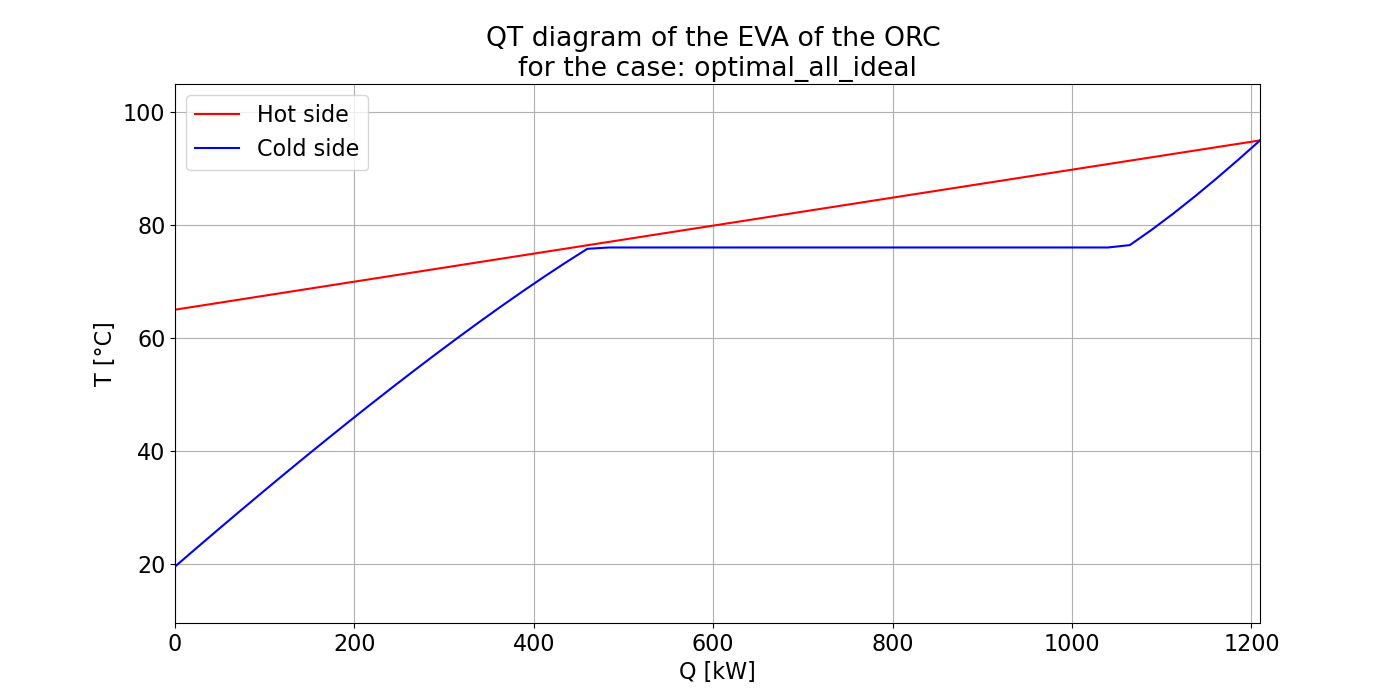 QT diagram of the EVA of the ORC
for the case: optimal_all_ideal
Hot side
Cold side
T [°C]
100
80
60
40
20
0
200
400
600
800
1000
1200
Q [kW]